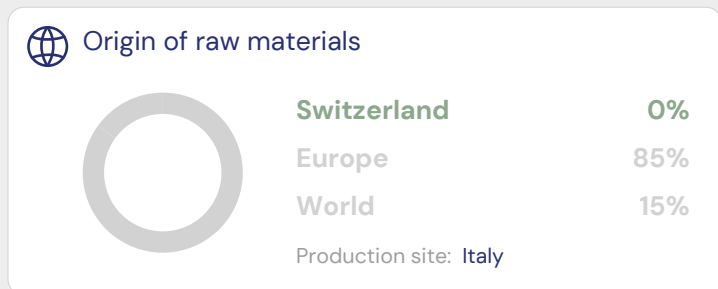 Origin of raw materials
Switzerland 0%
Europe 85%
World 15%
Production site: Italy